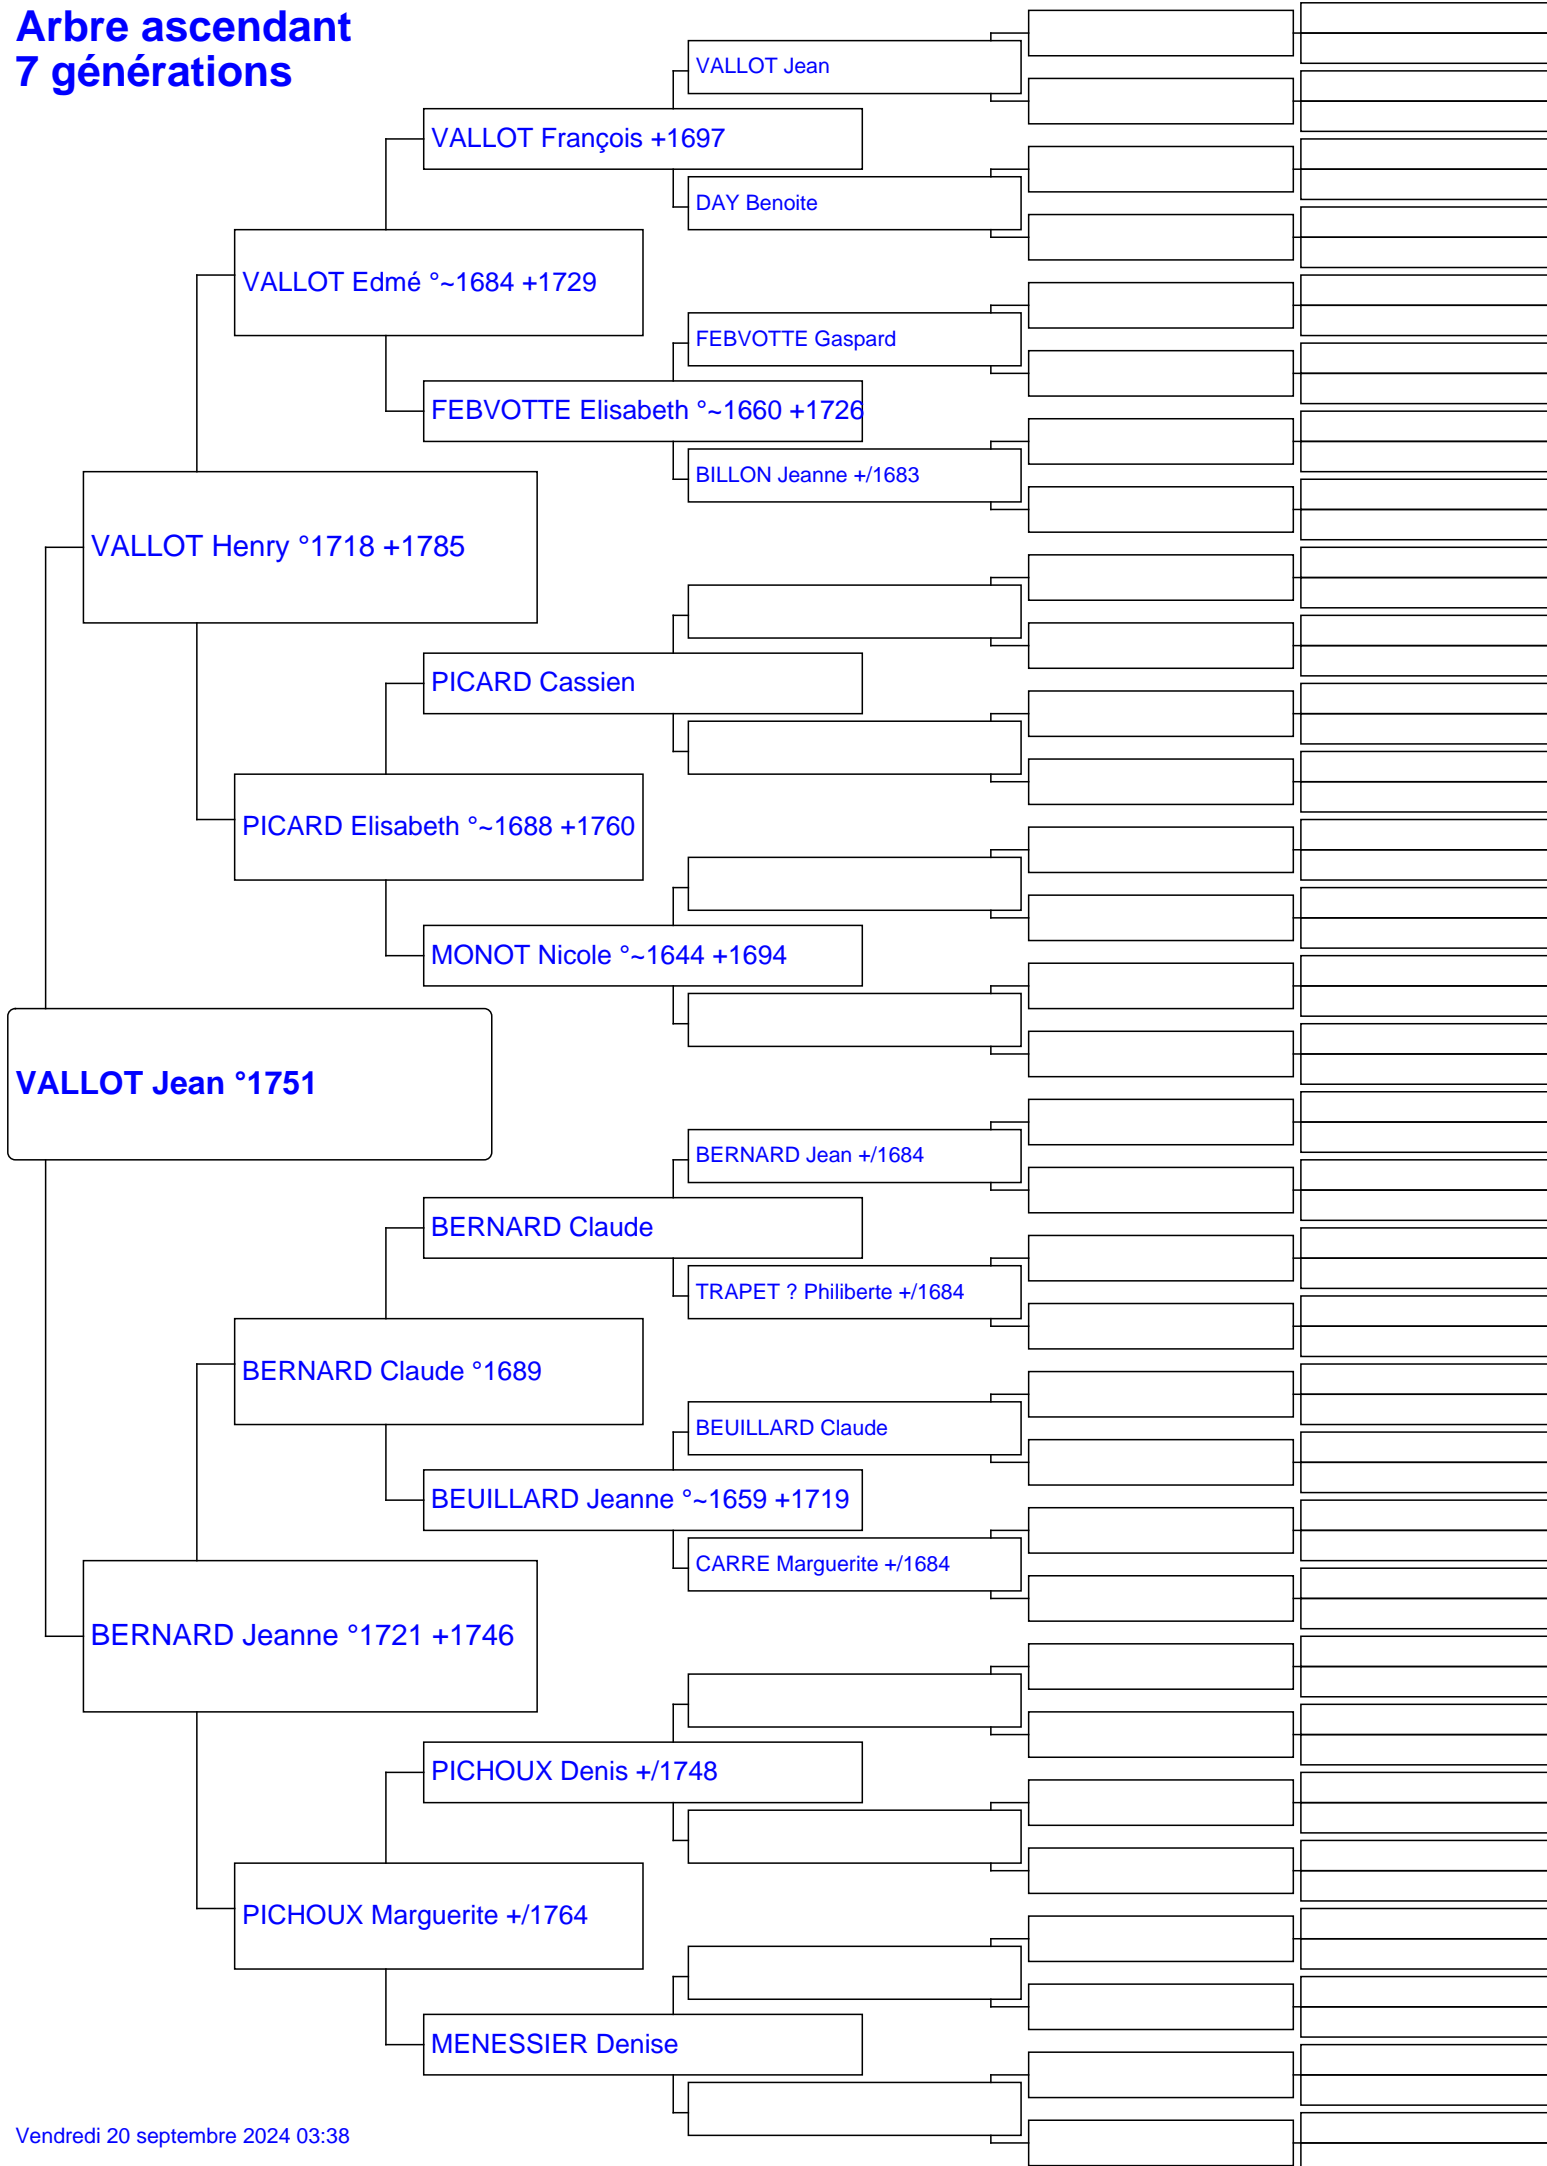 Arbre ascendant
7 générations
VALLOT Jean
VALLOT François +1697
DAY Benoite
VALLOT Edmé °~1684 +1729
FEBVOTTE Gaspard
FEBVOTTE Elisabeth °~1660 +1726
BILLON Jeanne +/1683
VALLOT Henry °1718 +1785
PICARD Cassien
PICARD Elisabeth °~1688 +1760
MONOT Nicole °~1644 +1694
VALLOT Jean °1751
BERNARD Jean +/1684
BERNARD Claude
TRAPET ? Philiberte +/1684
BERNARD Claude °1689
BEUILLARD Claude
BEUILLARD Jeanne °~1659 +1719
CARRE Marguerite +/1684
BERNARD Jeanne °1721 +1746
PICHOUX Denis +/1748
PICHOUX Marguerite +/1764
MENESSIER Denise
Vendredi 20 septembre 2024 03:38